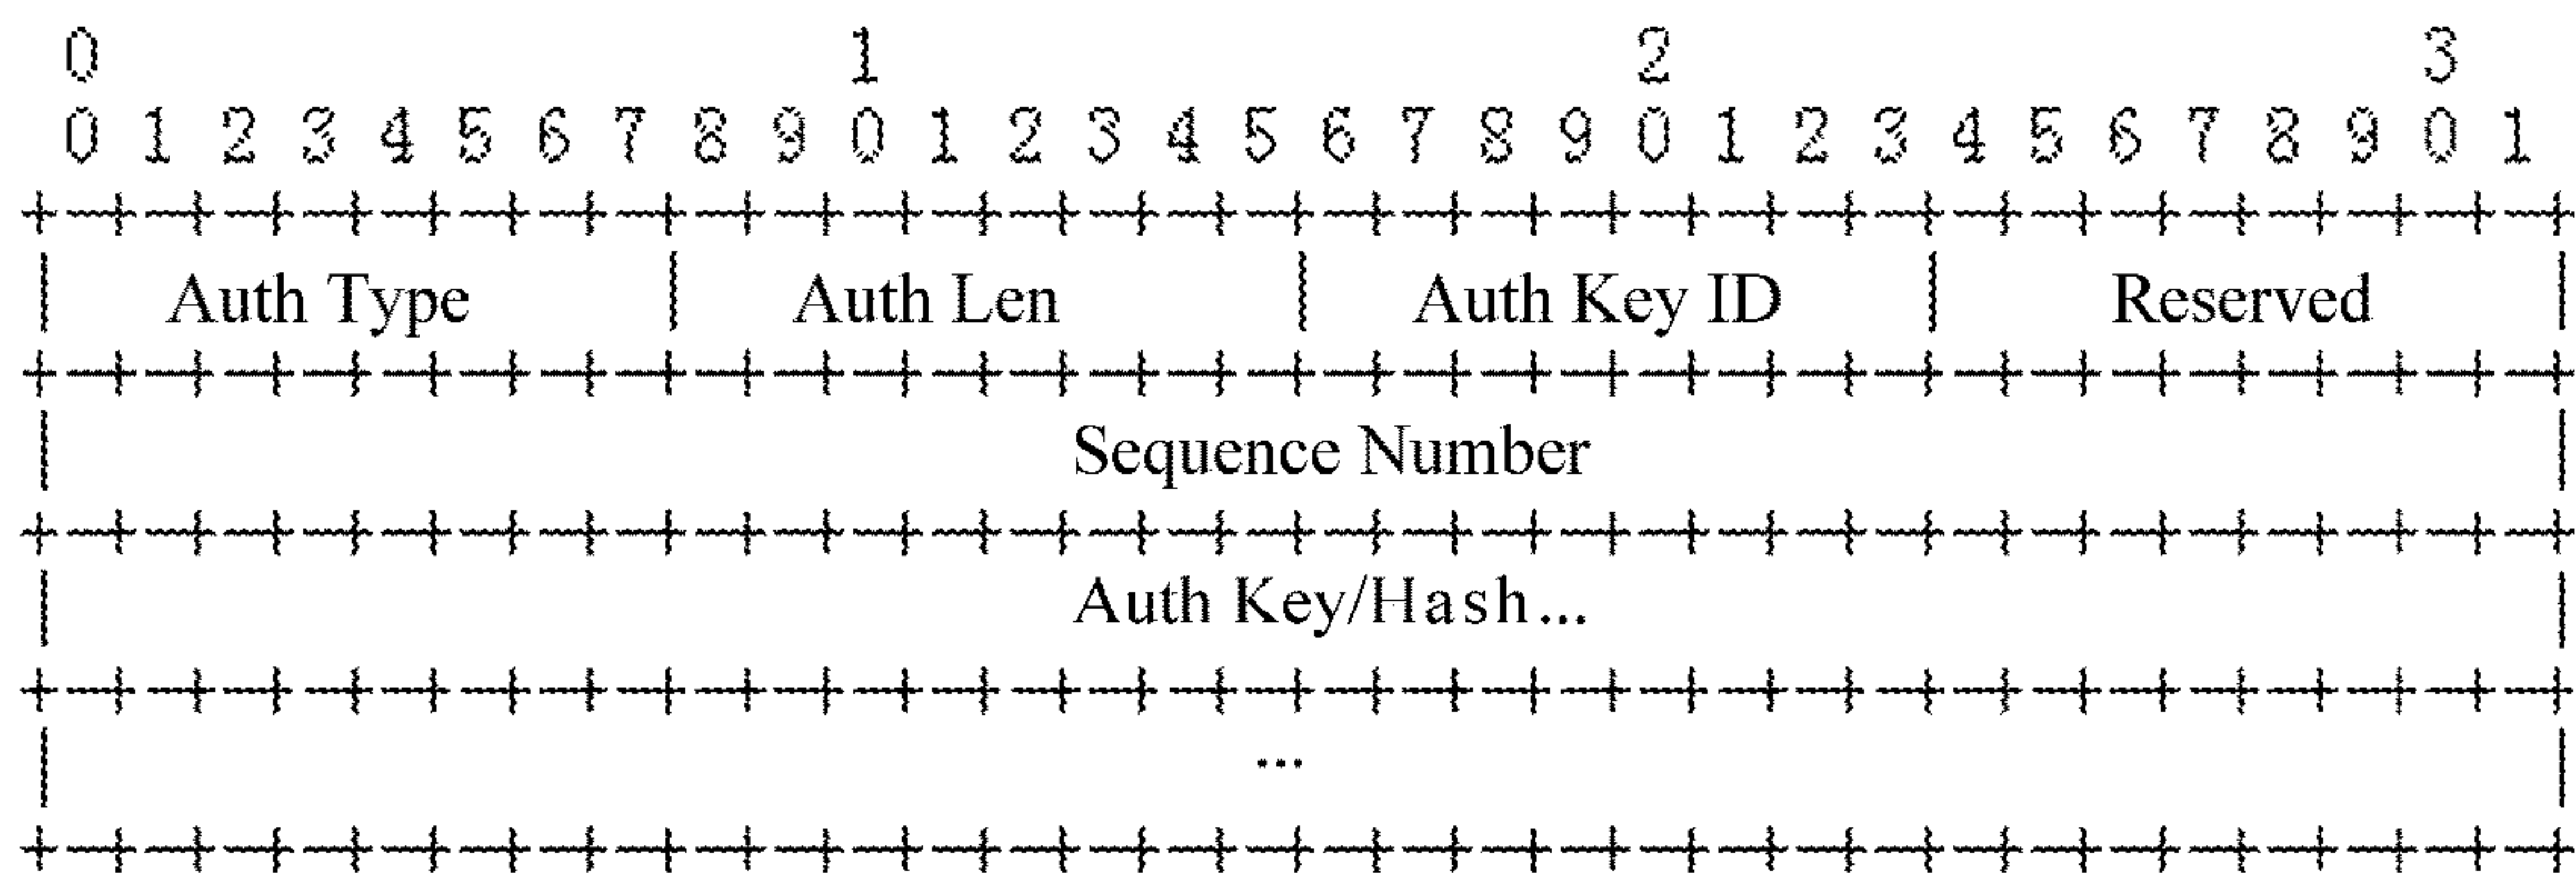 0 1 2 3
0 1 2 3 4 5 6 7 8 9 0 1 2 3 4 5 6 7 8 9 0 1 2 3 4 5 6 7 8 9 0 1
+-+-+-+-+-+-+-+-+-+-+-+-+-+-+-+-+-+-+-+-+-+-+-+-+-+-+-+-+-+-+-+-+
| Auth Type | Auth Len | Auth Key ID | Reserved |
+-+-+-+-+-+-+-+-+-+-+-+-+-+-+-+-+-+-+-+-+-+-+-+-+-+-+-+-+-+-+-+-+
| Sequence Number |
+-+-+-+-+-+-+-+-+-+-+-+-+-+-+-+-+-+-+-+-+-+-+-+-+-+-+-+-+-+-+-+-+
| Auth Key/Hash... |
+-+-+-+-+-+-+-+-+-+-+-+-+-+-+-+-+-+-+-+-+-+-+-+-+-+-+-+-+-+-+-+-+
| ... |
+-+-+-+-+-+-+-+-+-+-+-+-+-+-+-+-+-+-+-+-+-+-+-+-+-+-+-+-+-+-+-+-+